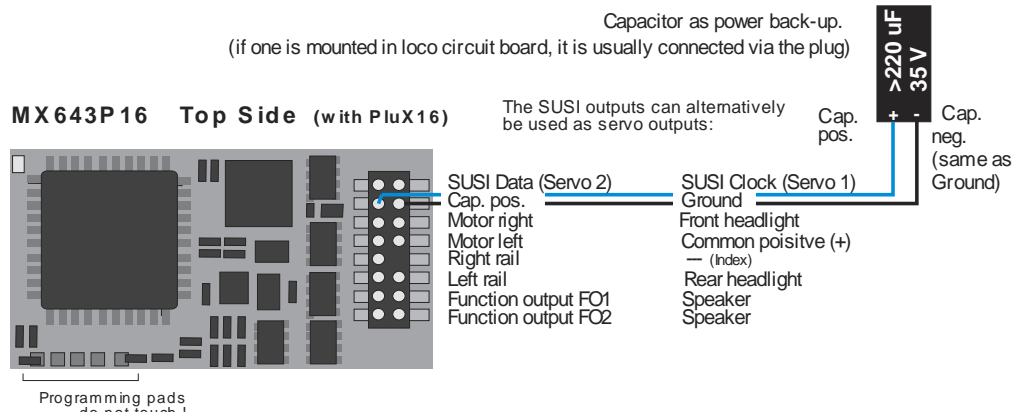 Capacitor as power back-up.
(if one is mounted in loco circuit board, it is usually connected via the plug)
>220 uF
35 V
+ -
MX643P16 Top Side (with PluX16)
The SUSI outputs can alternatively
be used as servo outputs:
Cap.
pos.
Cap.
neg.
(same as
Ground)
SUSI Data (Servo 2) SUSI Clock (Servo 1)
Cap. pos. Ground
Motor right Front headlight
Motor left Common poisitve (+)
Right rail --- (Index)
Left rail Rear headlight
Function output FO1 Speaker
Function output FO2 Speaker
Programming pads
do not touch !